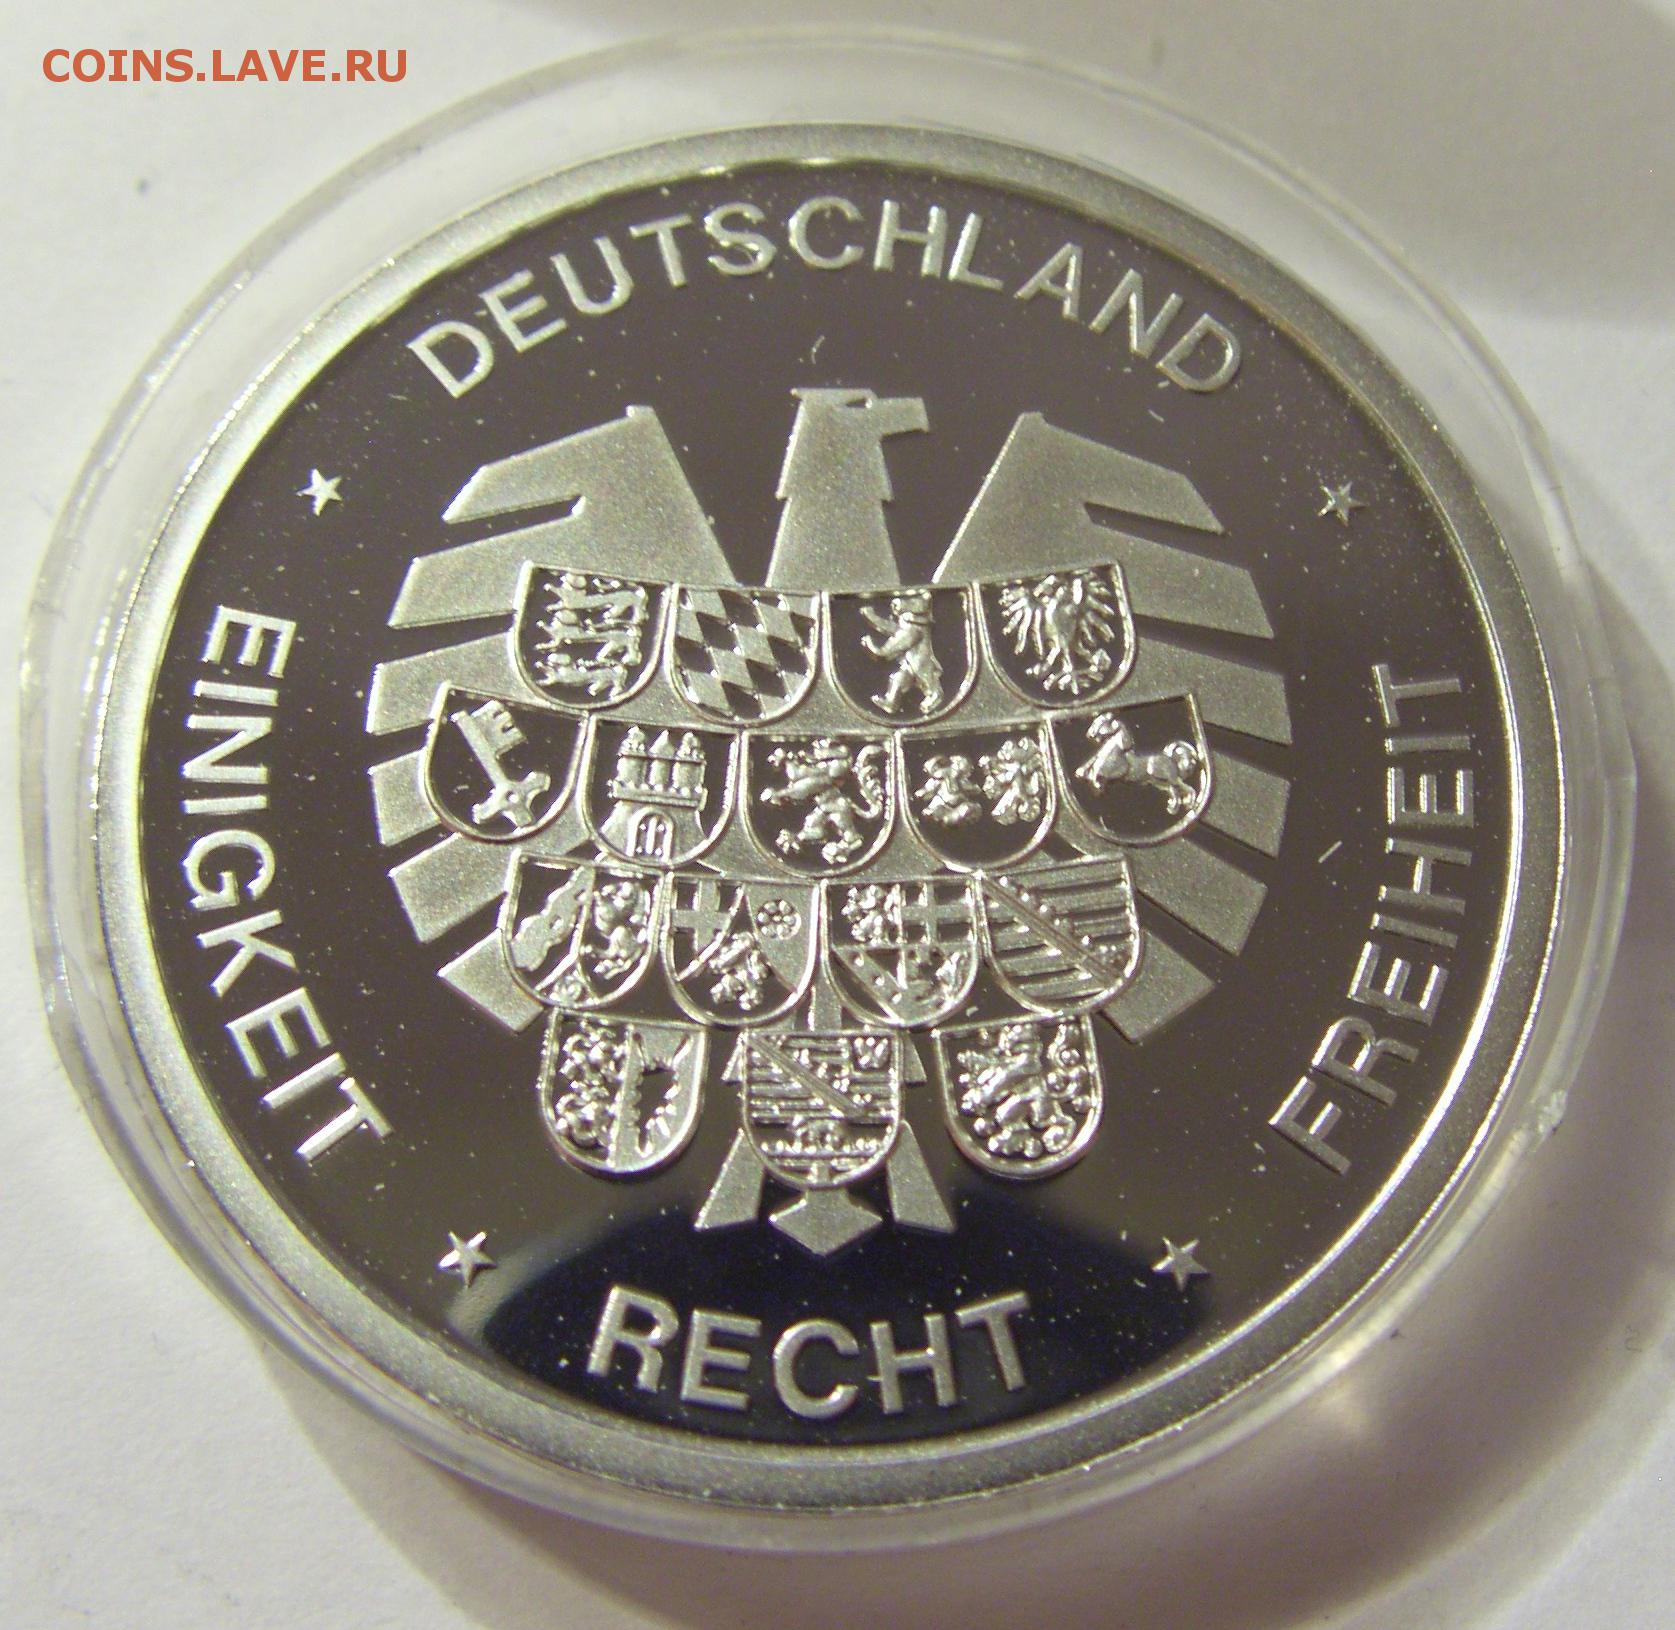 COINS.LAVE.RU
DEUTSCHLAND
EINIGKEIT
RECHT
FREIHEIT